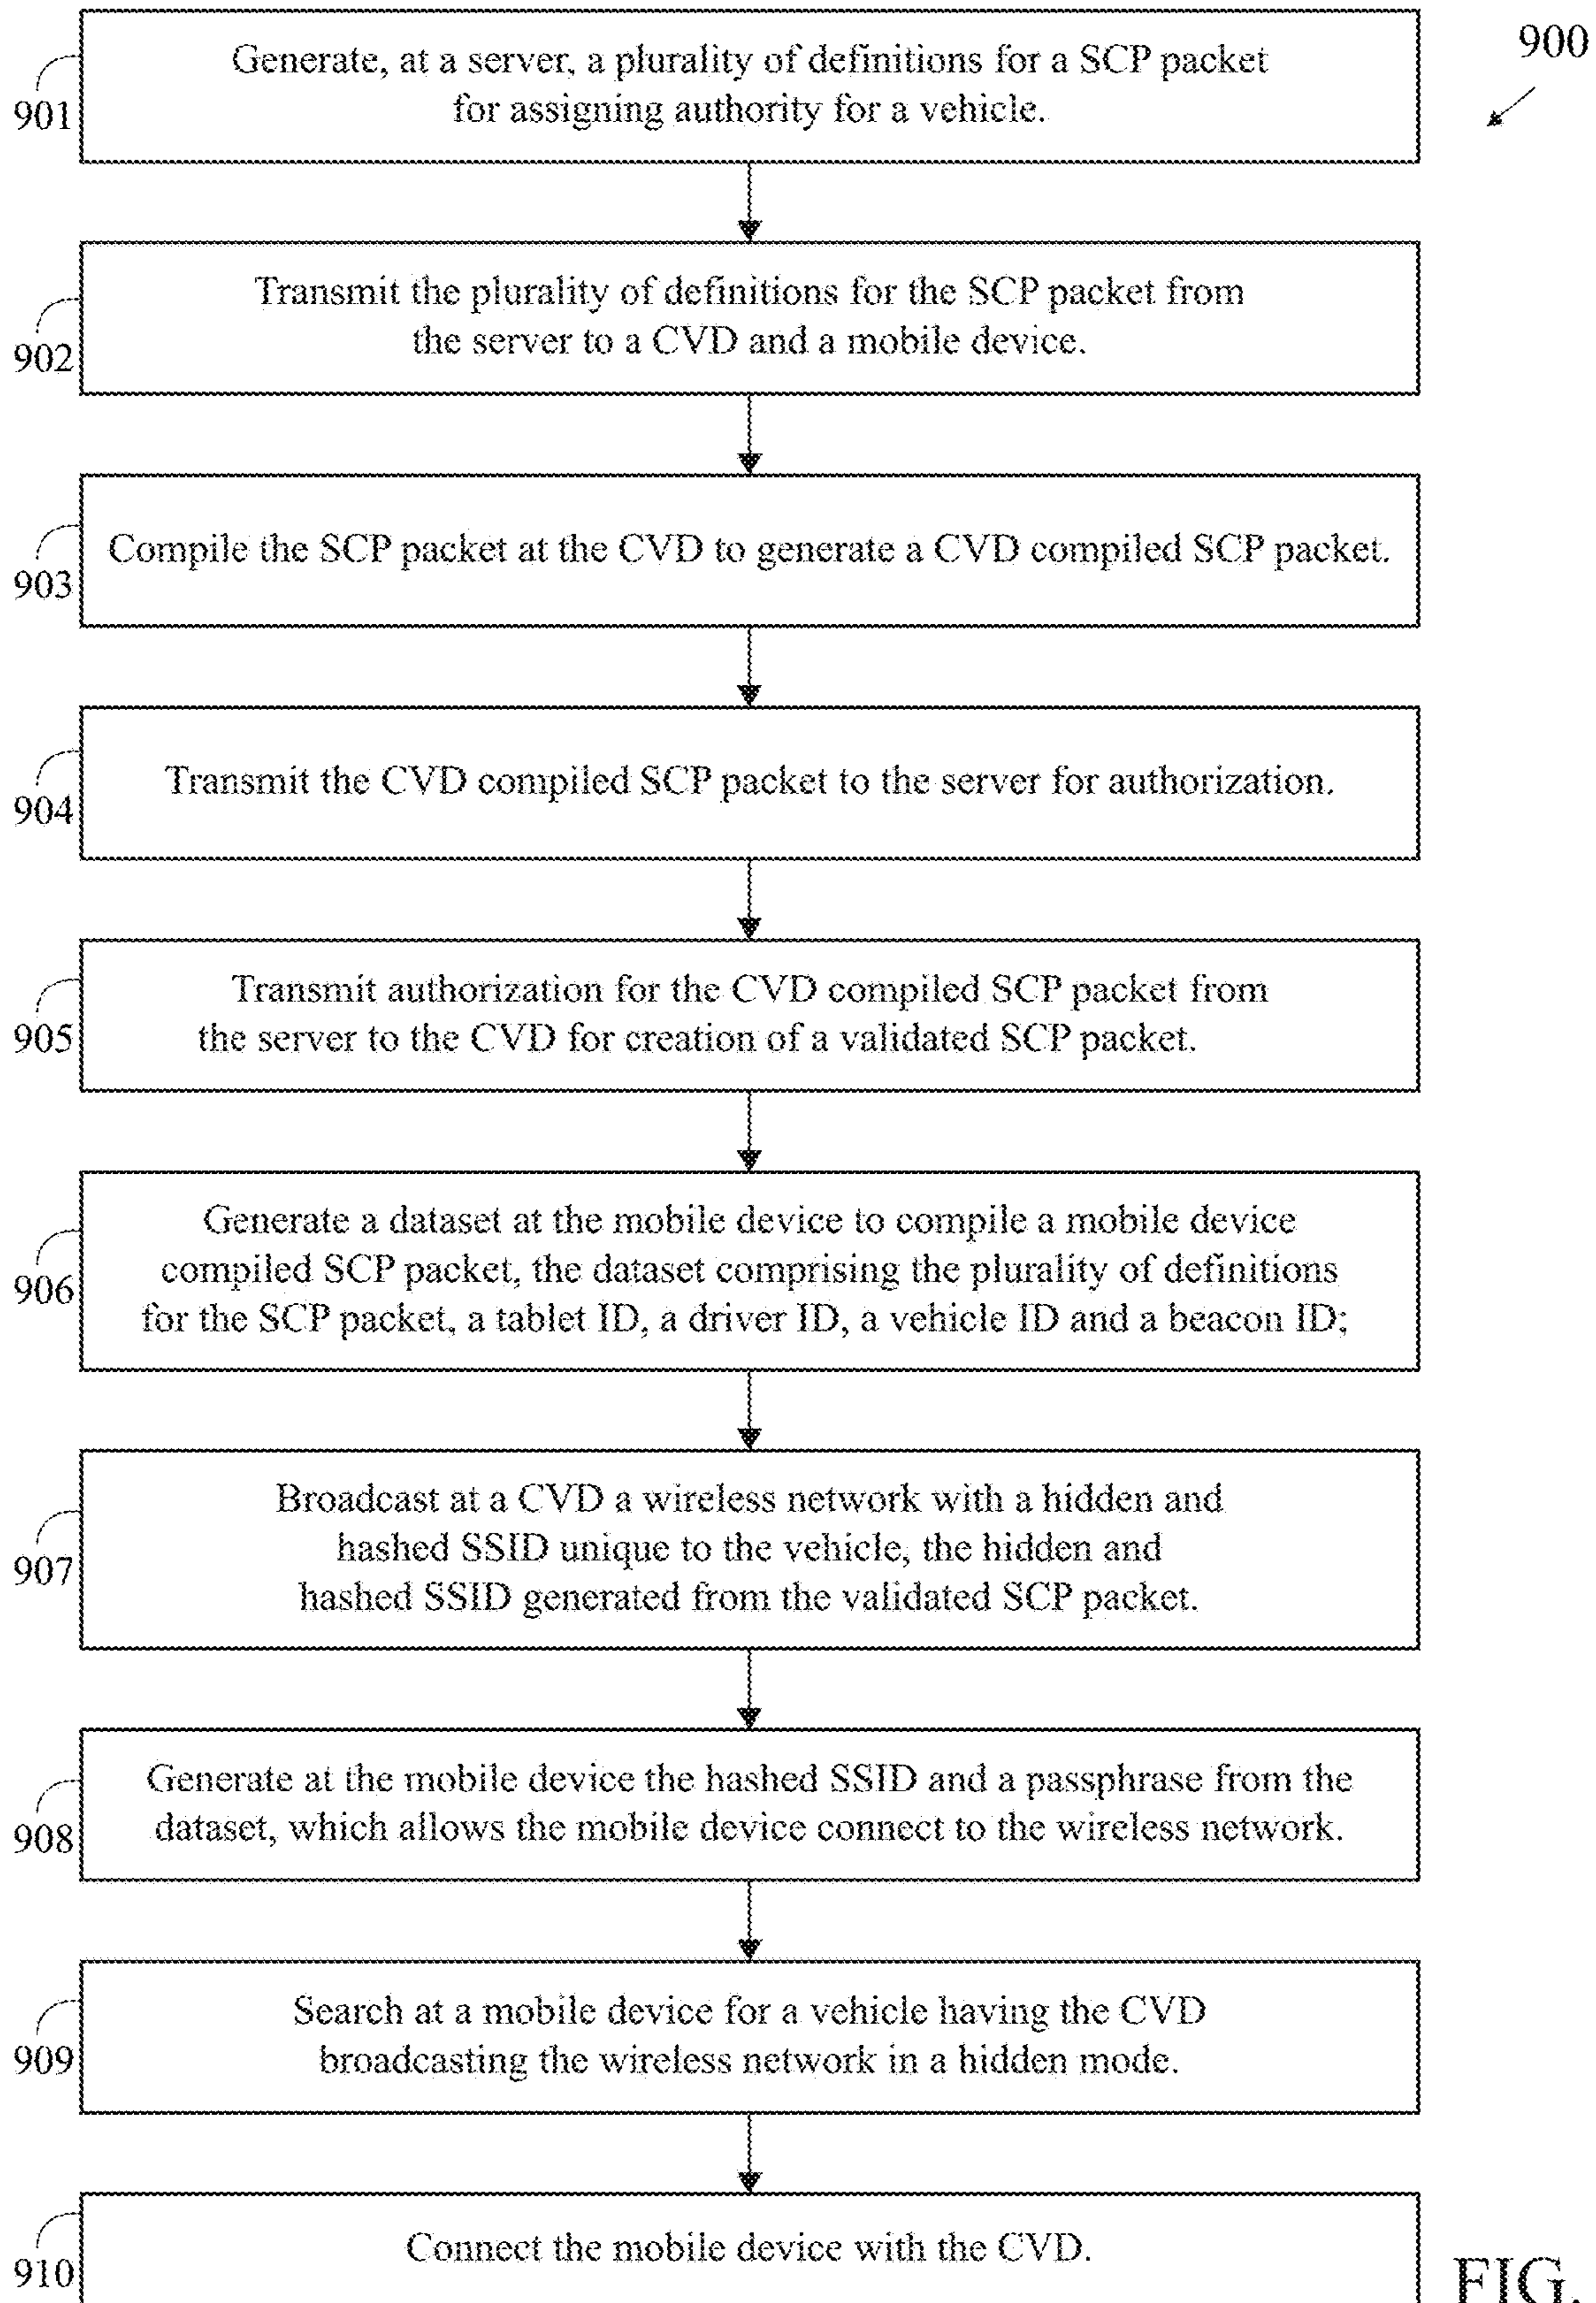 900
901
Generate, at a server, a plurality of definitions for a SCP packet
for assigning authority for a vehicle.
902
Transmit the plurality of definitions for the SCP packet from
the server to a CVD and a mobile device.
903
Compile the SCP packet at the CVD to generate a CVD compiled SCP packet.
904
Transmit the CVD compiled SCP packet to the server for authorization.
905
Transmit authorization for the CVD compiled SCP packet from
the server to the CVD for creation of a validated SCP packet.
906
Generate a dataset at the mobile device to compile a mobile device
compiled SCP packet, the dataset comprising the plurality of definitions
for the SCP packet, a tablet ID, a driver ID, a vehicle ID and a beacon ID;
907
Broadcast at a CVD a wireless network with a hidden and
hashed SSID unique to the vehicle, the hidden and
hashed SSID generated from the validated SCP packet.
908
Generate at the mobile device the hashed SSID and a passphrase from the
dataset, which allows the mobile device connect to the wireless network.
909
Search at a mobile device for a vehicle having the CVD
broadcasting the wireless network in a hidden mode.
910
Connect the mobile device with the CVD.
FIG.